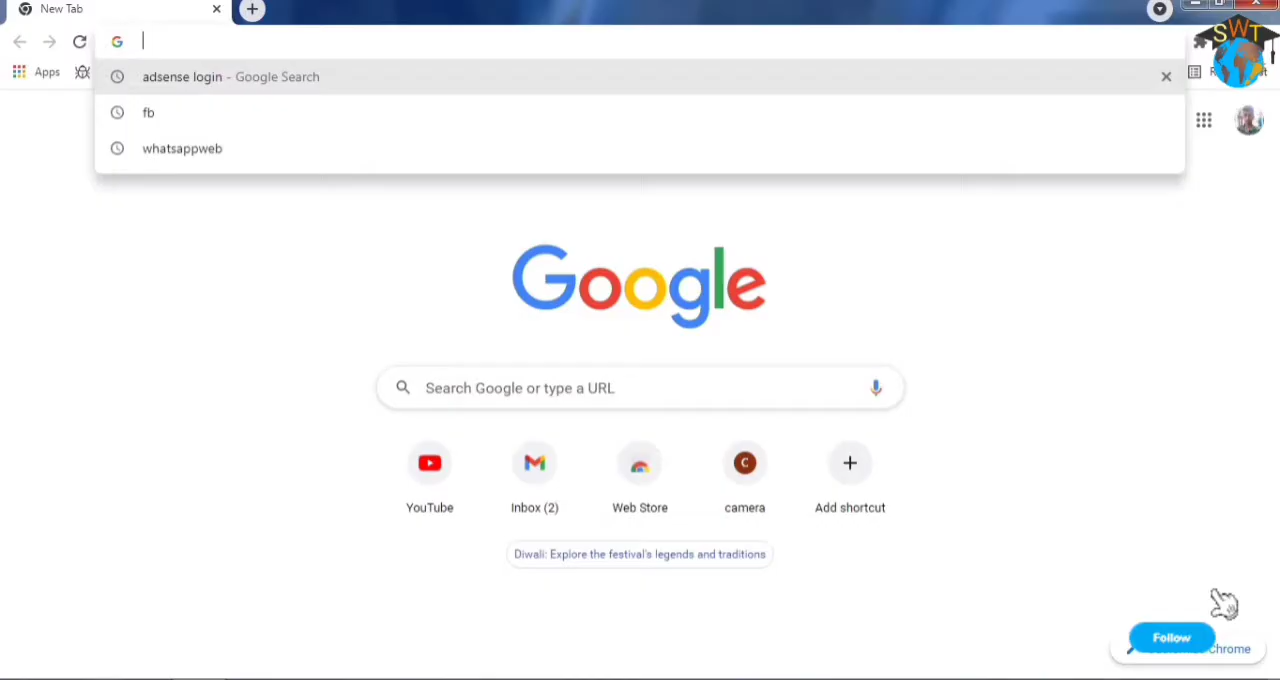 New Tab
SWT
Apps
adsense login - Google Search
fb
whatsappweb
Google
Search Google or type a URL
YouTube
Inbox (2)
Web Store
C
camera
Add shortcut
Diwali: Explore the festival's legends and traditions
Follow
Chrome